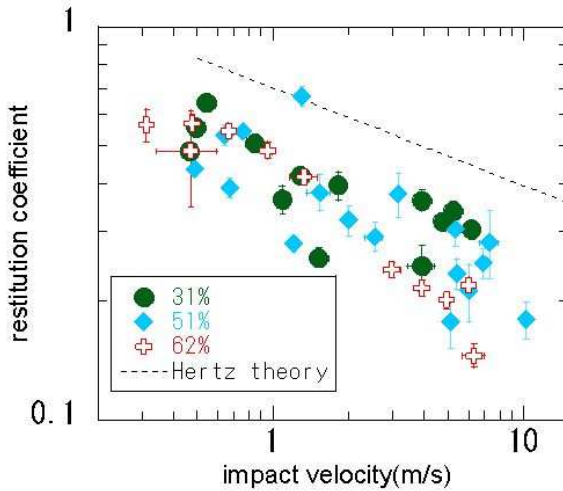 1
restitution coefficient
31%
51%
62%
Hertz theory
0.1
1
10
impact velocity(m/s)